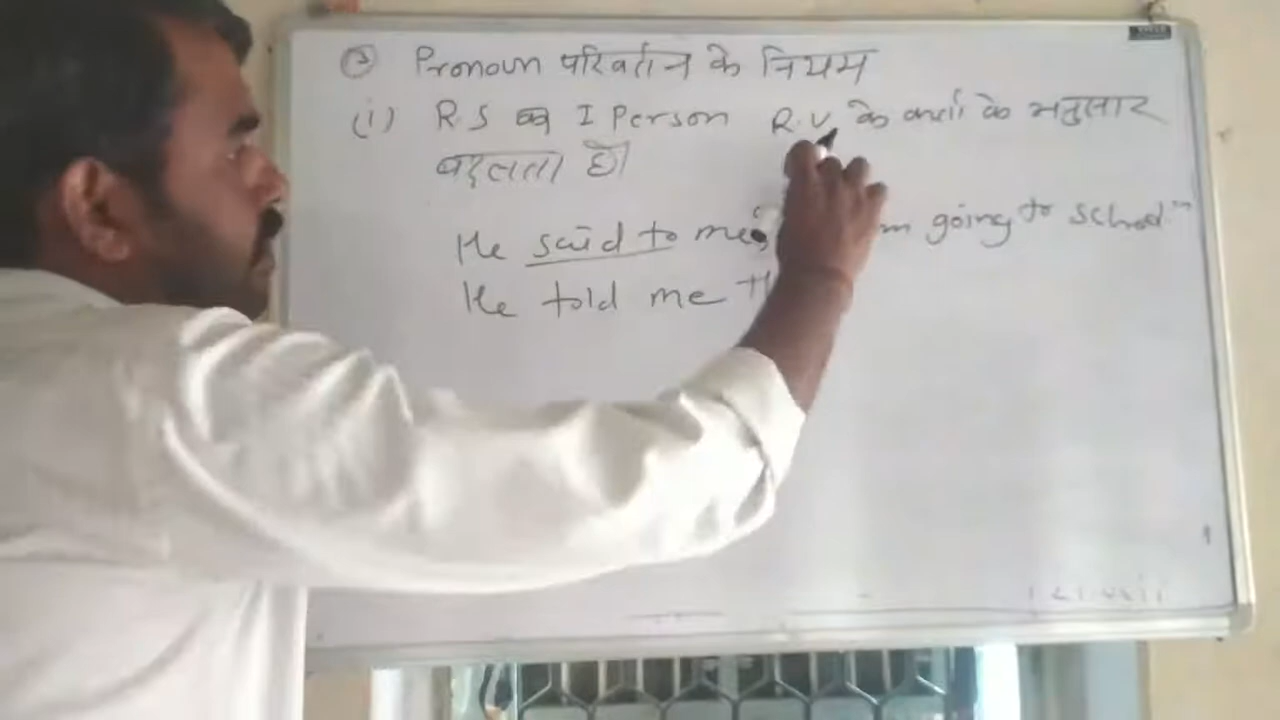 ② Pronoun परिवर्तन के नियम
(i) R.S का I Person R.V. के कर्ता के अनुसार
बदलता है।
He said to me, "     m going to school"
He told me th